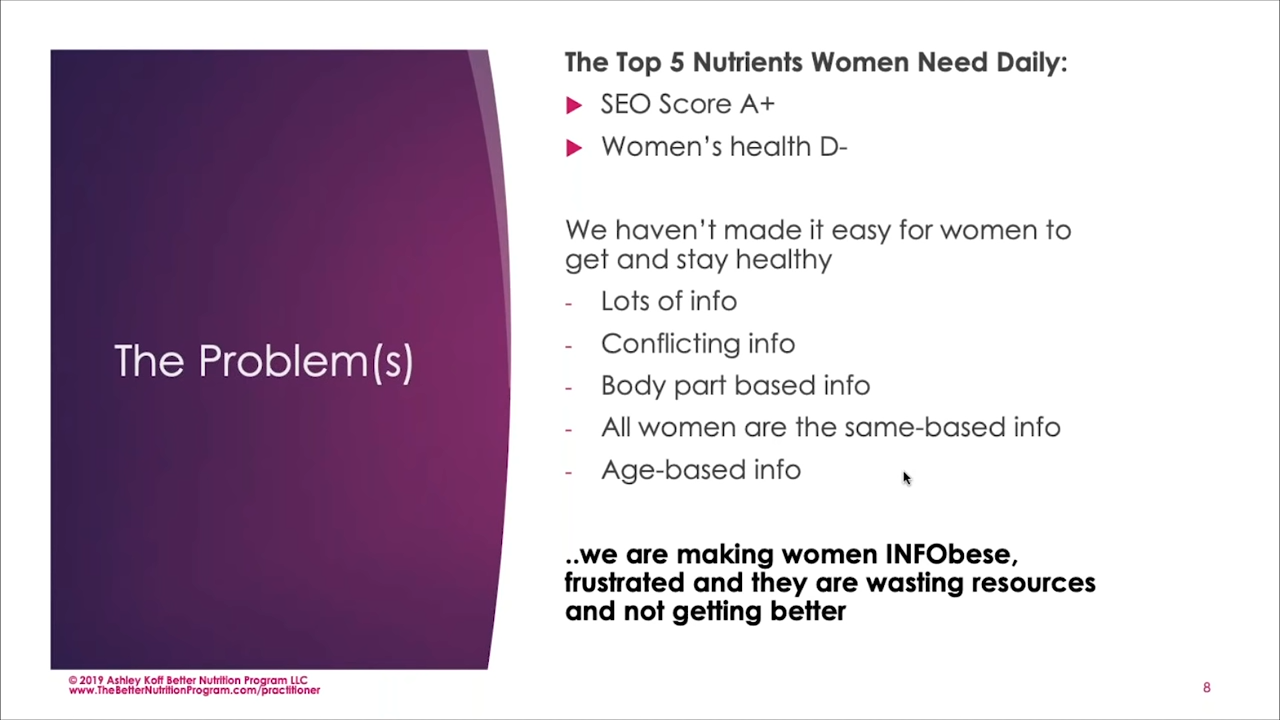 The Problem(s)
The Top 5 Nutrients Women Need Daily:
SEO Score A+
Women's health D-
We haven't made it easy for women to
get and stay healthy
- Lots of info
- Conflicting info
- Body part based info
- All women are the same-based info
- Age-based info
..we are making women INFObese,
frustrated and they are wasting resources
and not getting better
© 2019 Ashley Koff Better Nutrition Program LLC
www.TheBetterNutritionProgram.com/practitioner
8